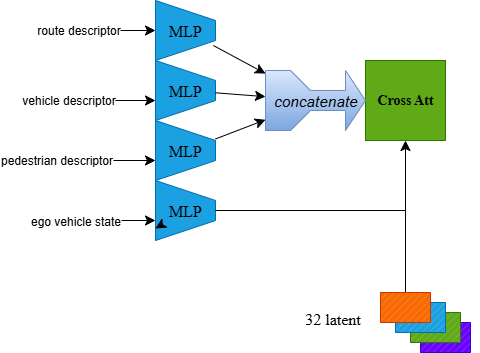 route descriptor
MLP
vehicle descriptor
MLP
concatenate
Cross Att
pedestrian descriptor
MLP
ego vehicle state
MLP
32 latent